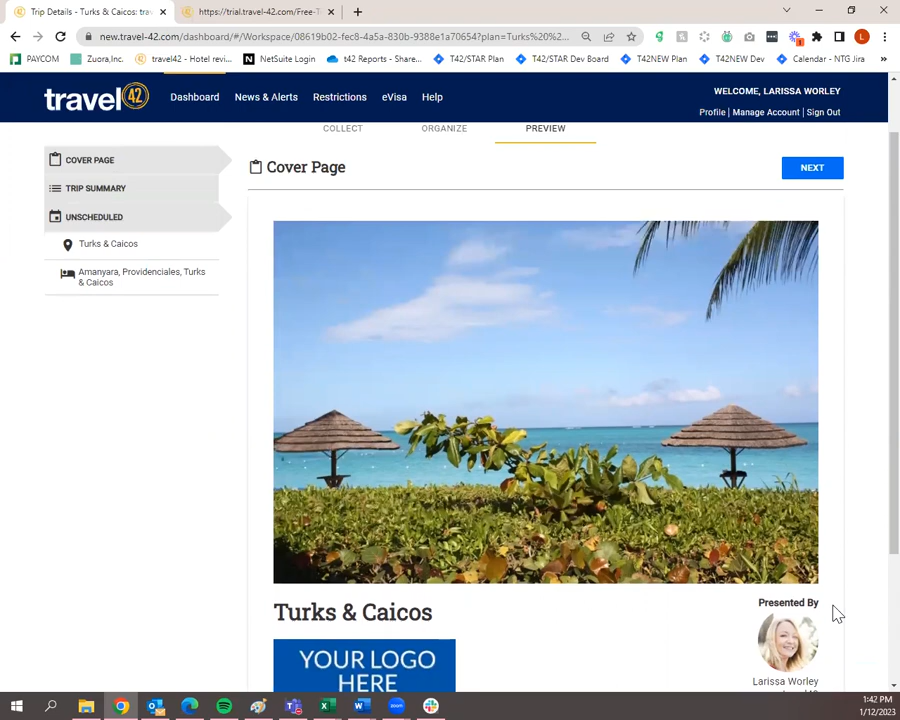 Trip Details - Turks & Caicos: trav
https://trial.travel-42.com/Free-T
new.travel-42.com/dashboard/#/Workspace/08619b02-fec8-4a5a-830b-9388e1a70654?plan=Turks%20%2...
L
PAYCOM
Zuora,Inc.
travel42 - Hotel revi...
NetSuite Login
t42 Reports - Share...
T42/STAR Plan
T42/STAR Dev Board
T42NEW Plan
T42NEW Dev
Calendar - NTG Jira
»
travel 42
Dashboard
News & Alerts
Restrictions
eVisa
Help
WELCOME, LARISSA WORLEY
Profile | Manage Account | Sign Out
COLLECT
ORGANIZE
PREVIEW
COVER PAGE
TRIP SUMMARY
UNSCHEDULED
Turks & Caicos
Amanyara, Providenciales, Turks
& Caicos
Cover Page
NEXT
Turks & Caicos
YOUR LOGO
HERE
Presented By
Larissa Worley
1:42 PM
1/12/2023